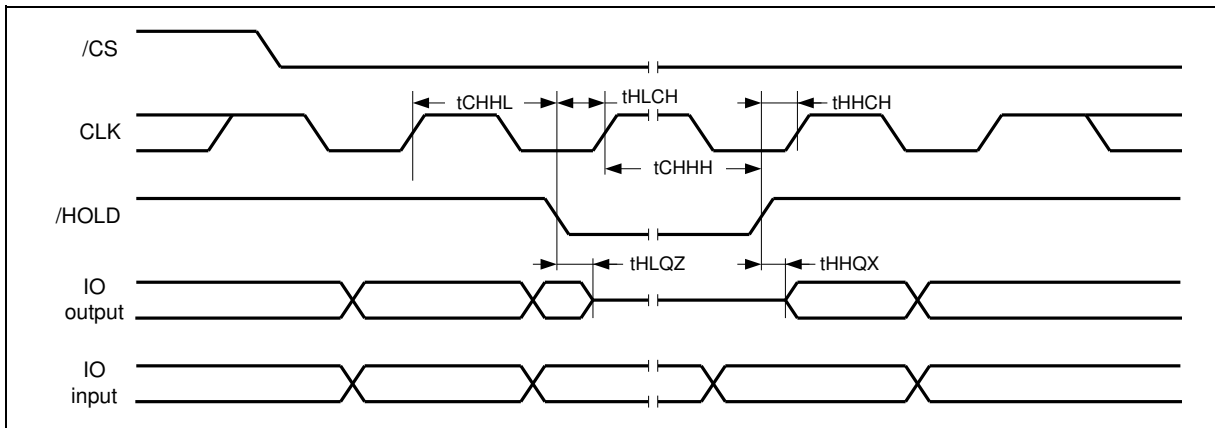 /CS
tCHHL
tHLCH
tHHCH
CLK
tCHHH
/HOLD
tHLQZ
tHHQX
IO
output
IO
input